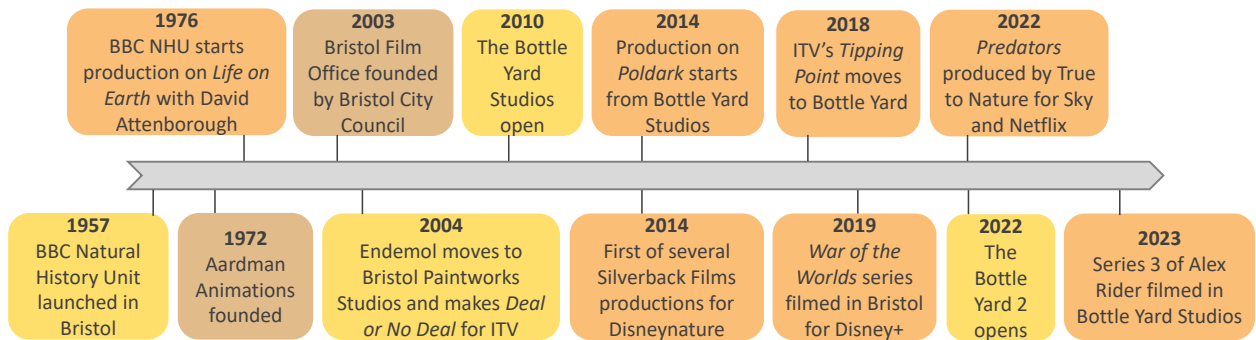 1976
BBC NHU starts
production on Life on
Earth with David
Attenborough
2003
Bristol Film
Office founded
by Bristol City
Council
2010
The Bottle
Yard
Studios
open
2014
Production on
Poldark starts
from Bottle Yard
Studios
2018
ITV's Tipping
Point moves
to Bottle Yard
2022
Predators
produced by True
to Nature for Sky
and Netflix
1957
BBC Natural
History Unit
launched in
Bristol
1972
Aardman
Animations
founded
2004
Endemol moves to
Bristol Paintworks
Studios and makes Deal
or No Deal for ITV
2014
First of several
Silverback Films
productions for
Disneynature
2019
War of the
Worlds series
filmed in Bristol
for Disney+
2022
The
Bottle
Yard 2
opens
2023
Series 3 of Alex
Rider filmed in
Bottle Yard Studios